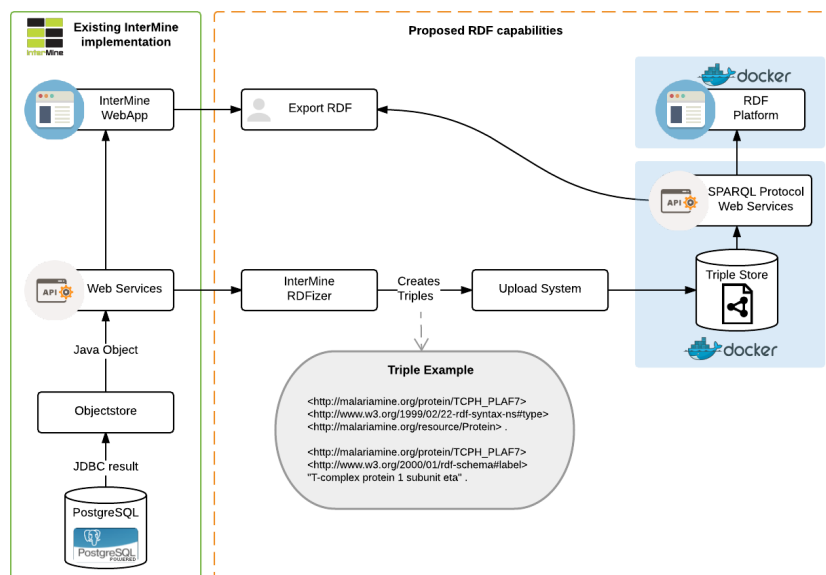 Existing InterMine
implementation
InterMine
Proposed RDF capabilities
docker
InterMine
WebApp
Export RDF
RDF
Platform
API
SPARQL Protocol
Web Services
API
Web Services
InterMine
RDFizer
Creates
Triples
Upload System
Triple Store
docker
Java Object
Triple Example
<http://malariamine.org/protein/TCPH_PLAF7>
<http://www.w3.org/1999/02/22-rdf-syntax-ns#type>
<http://malariamine.org/resource/Protein> .
<http://malariamine.org/protein/TCPH_PLAF7>
<http://www.w3.org/2000/01/rdf-schema#label>
"T-complex protein 1 subunit eta" .
Objectstore
JDBC result
PostgreSQL
PostgreSQL
POWERED